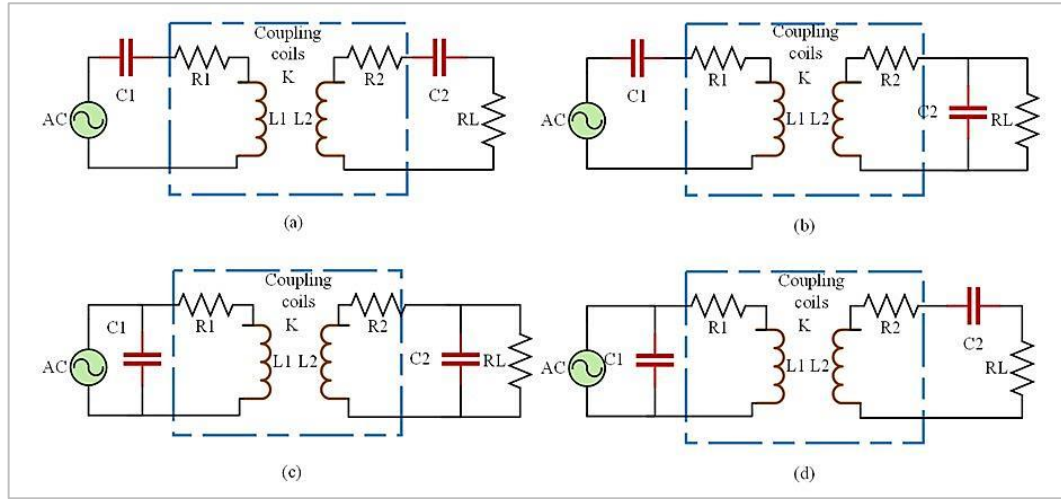 Coupling
coils
K
C1
R1
R2
C2
L1 L2
AC
RL
(a)
Coupling
coils
K
C1
R1
R2
C2
L1 L2
AC
RL
(b)
Coupling
coils
K
C1
R1
R2
C2
L1 L2
AC
RL
(c)
Coupling
coils
K
C1
R1
R2
C2
L1 L2
AC
RL
(d)